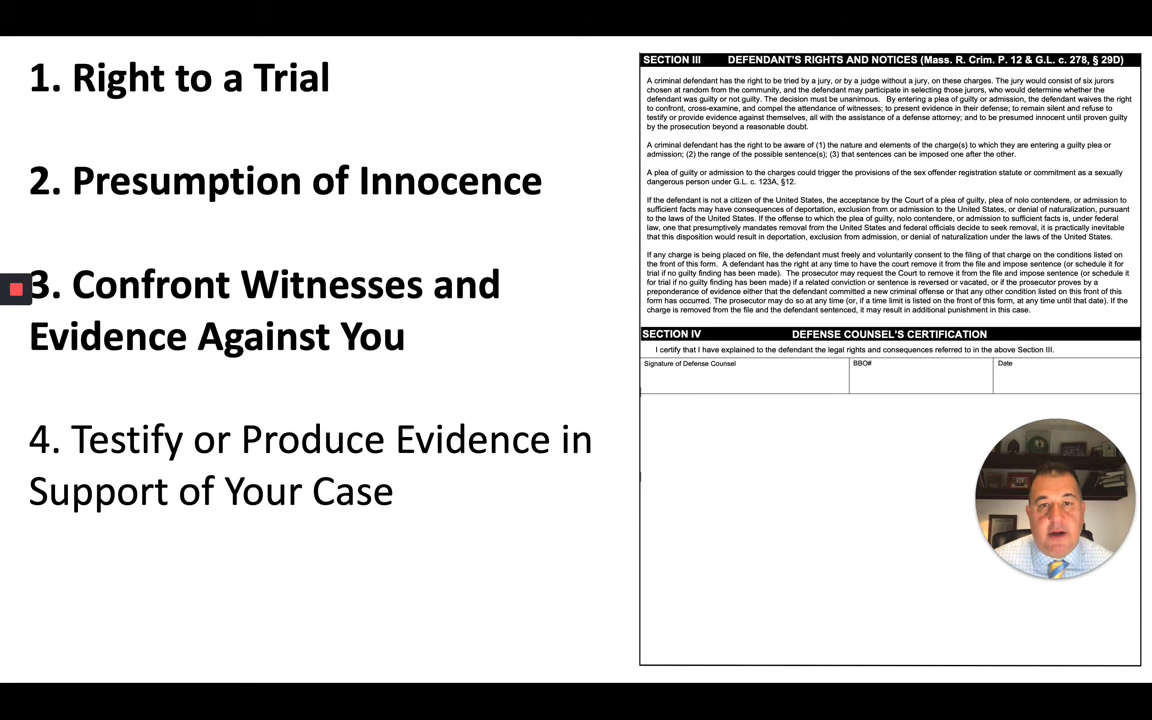 1. Right to a Trial
2. Presumption of Innocence
3. Confront Witnesses and
Evidence Against You
4. Testify or Produce Evidence in
Support of Your Case
SECTION III DEFENDANT'S RIGHTS AND NOTICES (Mass. R. Crim. P. 12 & G.L. c. 278, § 29D)
A criminal defendant has the right to be tried by a jury, or by a judge without a jury, on these charges. The jury would consist of six jurors
chosen at random from the community, and the defendant may participate in selecting those jurors, who would determine whether the
defendant was guilty or not guilty. The decision must be unanimous. By entering a plea of guilty or admission, the defendant waives the right
to confront, cross-examine, and compel the attendance of witnesses; to present evidence in their defense; to remain silent and refuse to
testify or provide evidence against themselves, all with the assistance of a defense attorney; and to be presumed innocent until proven guilty
by the prosecution beyond a reasonable doubt.
A criminal defendant has the right to be aware of (1) the nature and elements of the charge(s) to which they are entering a guilty plea or
admission; (2) the range of the possible sentence(s); (3) that sentences can be imposed one after the other.
A plea of guilty or admission to the charges could trigger the provisions of the sex offender registration statute or commitment as a sexually
dangerous person under G.L. c. 123A, §12.
If the defendant is not a citizen of the United States, the acceptance by the Court of a plea of guilty, plea of nolo contendere, or admission to
sufficient facts may have consequences of deportation, exclusion from or admission to the United States, or denial of naturalization, pursuant
to the laws of the United States. If the offense to which the plea of guilty, nolo contendere, or admission to sufficient facts is, under federal
law, one that presumptively mandates removal from the United States and federal officials decide to seek removal, it is practically inevitable
that this disposition would result in deportation, exclusion from admission, or denial of naturalization under the laws of the United States.
If any charge is being placed on file, the defendant must freely and voluntarily consent to the filing of that charge on the conditions listed on
the front of this form. A defendant has the right at any time to have the court remove it from the file and impose sentence (or schedule it for
trial if no guilty finding has been made). The prosecutor may request the Court to remove it from the file and impose sentence (or schedule it
for trial if no guilty finding has been made) if a related conviction or sentence is reversed or vacated, or if the prosecutor proves by a
preponderance of evidence either that the defendant committed a new criminal offense or that any other condition listed on this front of this
form has occurred. The prosecutor may do so at any time (or, if a time limit is listed on the front of this form, at any time until that date). If the
charge is removed from the file and the defendant sentenced, it may result in additional punishment in this case.
SECTION IV DEFENSE COUNSEL'S CERTIFICATION
I certify that I have explained to the defendant the legal rights and consequences referred to in the above Section III.
Signature of Defense Counsel BBO# Date